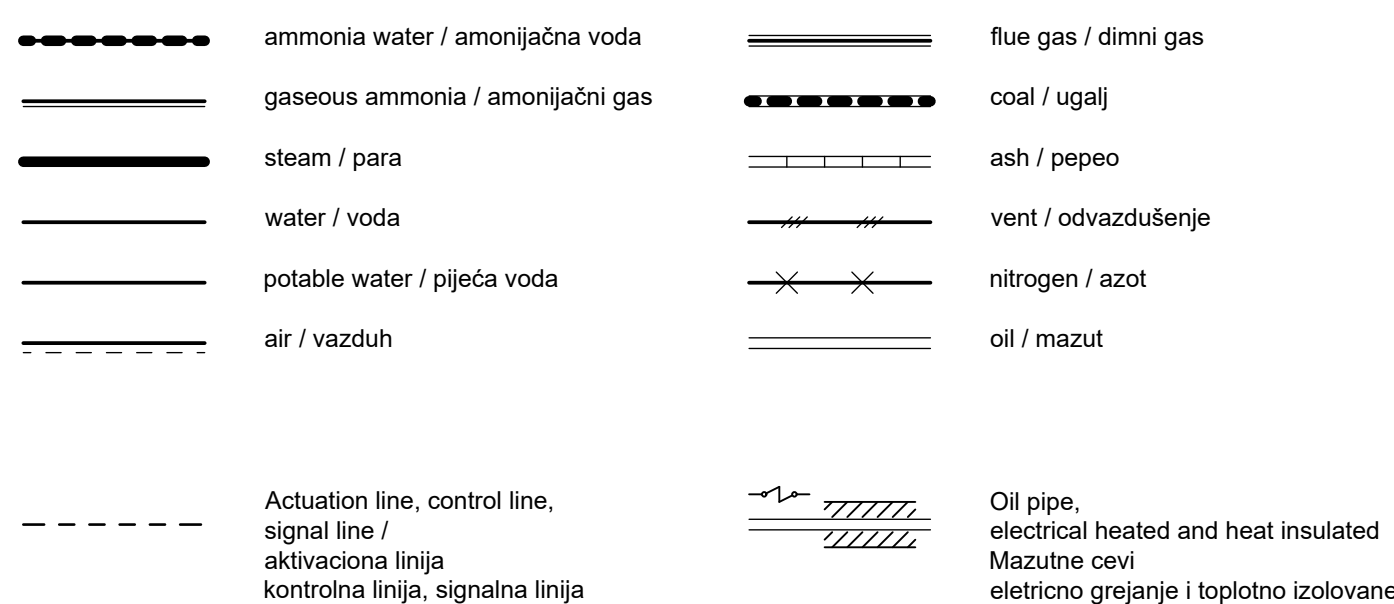 ammonia water / amonijačna voda
gaseous ammonia / amonijačni gas
steam / para
water / voda
potable water / pijeća voda
air / vazduh
Actuation line, control line,
signal line /
aktivaciona linija
kontrolna linija, signalna linija
flue gas / dimni gas
coal / ugalj
ash / pepeo
vent / odvazdušenje
nitrogen / azot
oil / mazut
Oil pipe,
electrical heated and heat insulated
Mazutne cevi
eletricno grejanje i toplotno izolovane